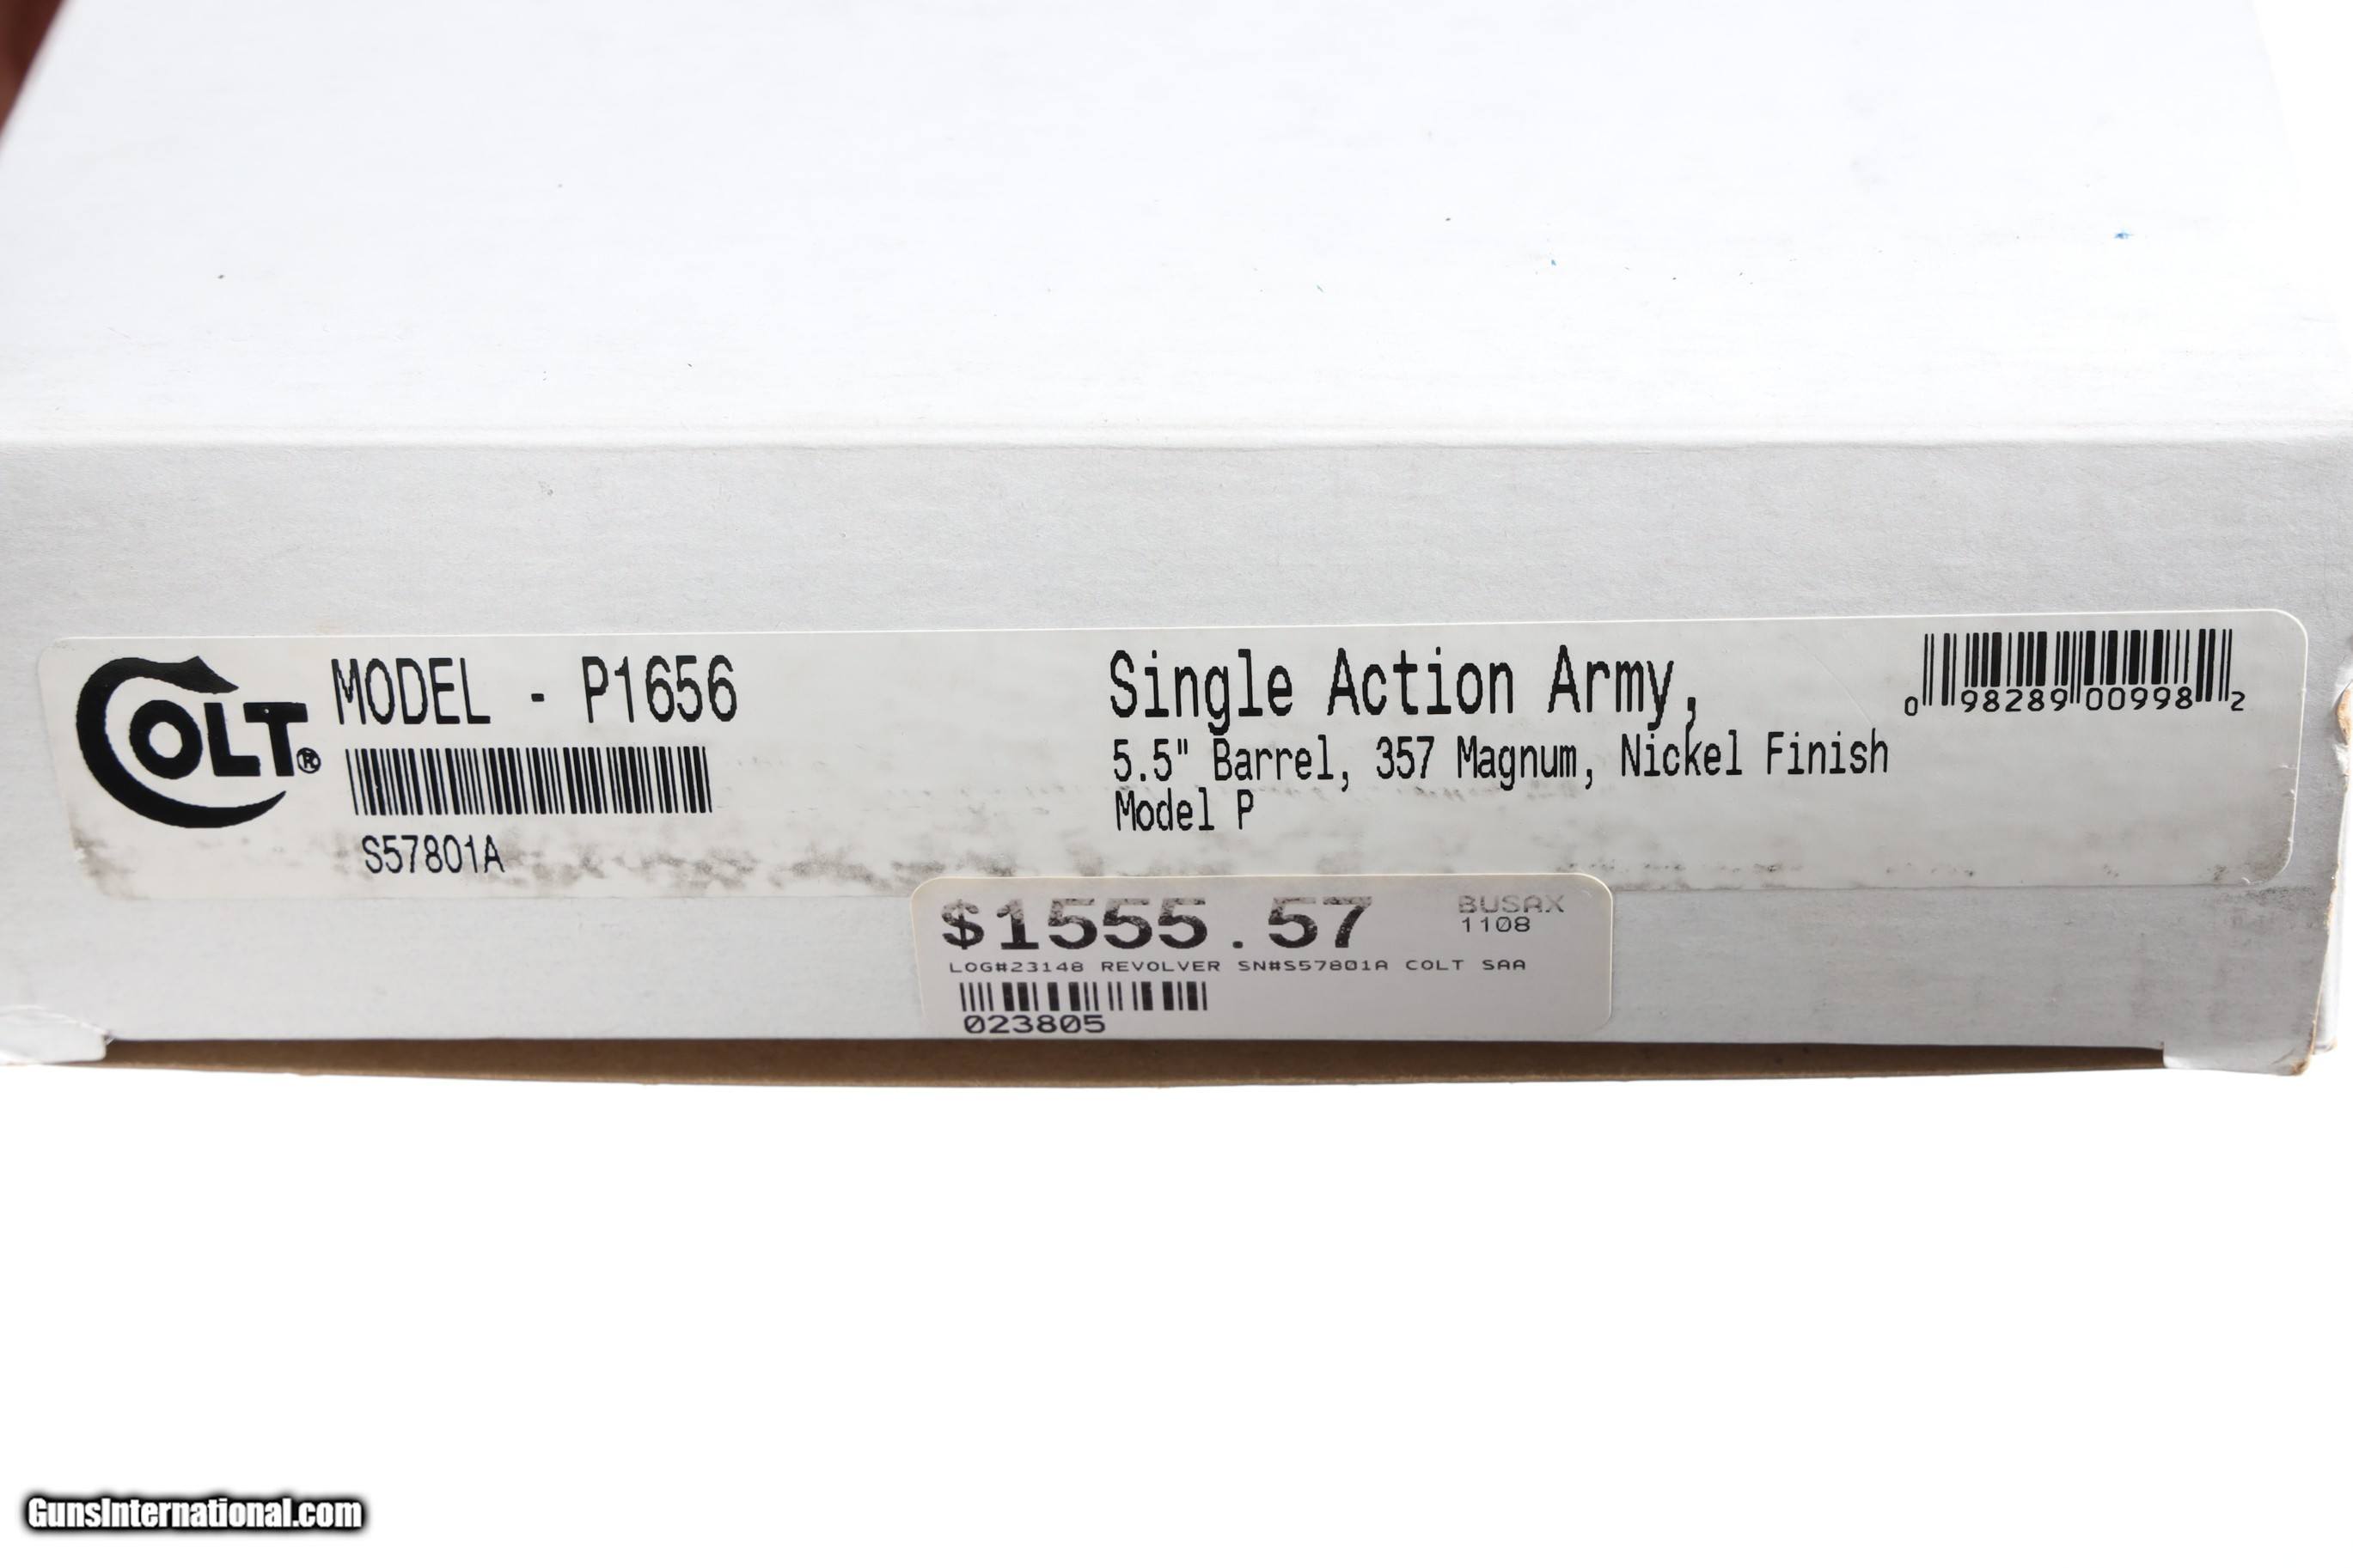 COLT®
MODEL - P1656
S57801A
Single Action Army,
5.5" Barrel, 357 Magnum, Nickel Finish
Model P
0 98289 00998 2
$1555.57
BUSAX
1108
LOG#23148 REVOLVER SN#S57801A COLT SAA
023805
GunsInternational.com